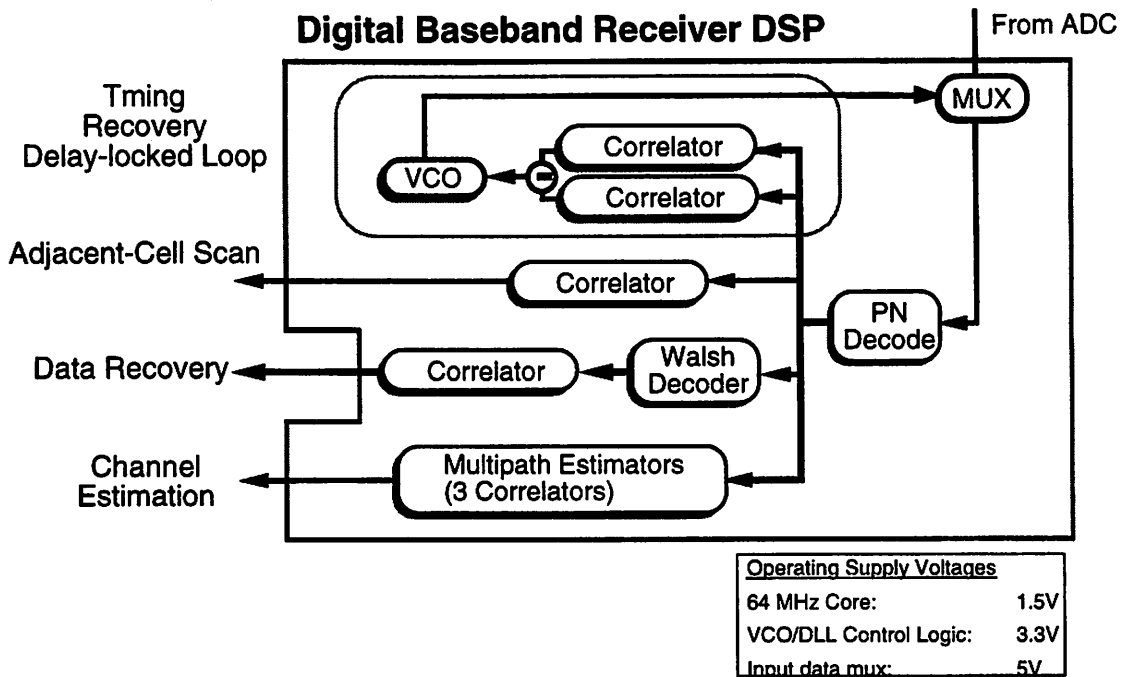 Digital Baseband Receiver DSP
From ADC
Tming
Recovery
Delay-locked Loop
MUX
Correlator
VCO
Correlator
Adjacent-Cell Scan
Correlator
PN
Decode
Data Recovery
Correlator
Walsh
Decoder
Channel
Estimation
Multipath Estimators
(3 Correlators)
Operating Supply Voltages
64 MHz Core: 1.5V
VCO/DLL Control Logic: 3.3V
Input data mux: 5V